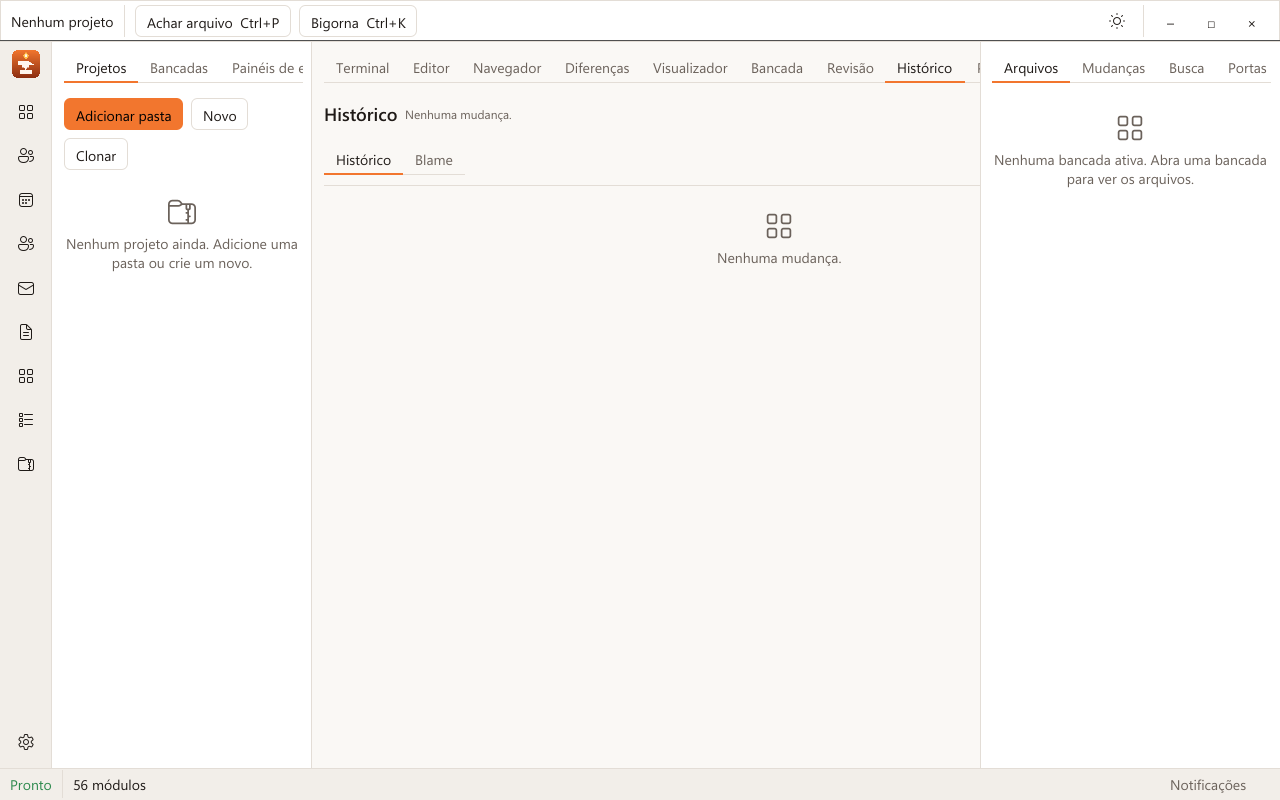 Nenhum projeto
Achar arquivo Ctrl+P
Bigorna Ctrl+K
Projetos
Bancadas
Painéis de e
Terminal
Editor
Navegador
Diferenças
Visualizador
Bancada
Revisão
Histórico
Arquivos
Mudanças
Busca
Portas
Adicionar pasta
Novo
Clonar
Nenhum projeto ainda. Adicione uma
pasta ou crie um novo.
Histórico Nenhuma mudança.
Histórico
Blame
Nenhuma mudança.
Nenhuma bancada ativa. Abra uma bancada
para ver os arquivos.
Pronto
56 módulos
Notificações